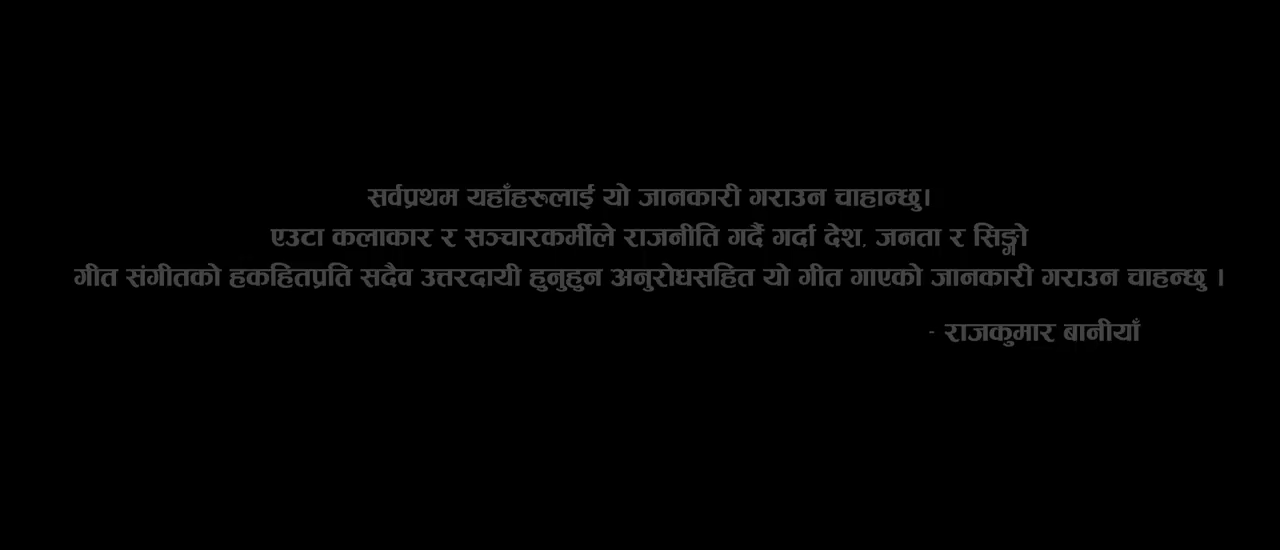 सर्वप्रथम यहाँहरूलाई यो जानकारी गराउन चाहान्छु।
एउटा कलाकार र सञ्चारकर्मीले राजनीति गर्दै गर्दा देश, जनता र सिङ्गो
गीत संगीतको हकहितप्रति सदैव उत्तरदायी हुनुहुन अनुरोधसहित यो गीत गाएको जानकारी गराउन चाहन्छु ।
- राजकुमार बानीयाँ